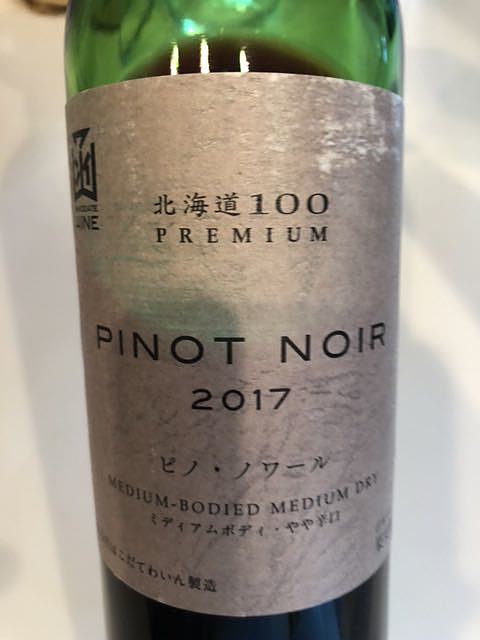 WINE
北海道100
PREMIUM
PINOT NOIR
2017
ピノ・ノワール
MEDIUM-BODIED MEDIUM DRY
ミディアムボディ・やや辛口
はこだてわいん製造